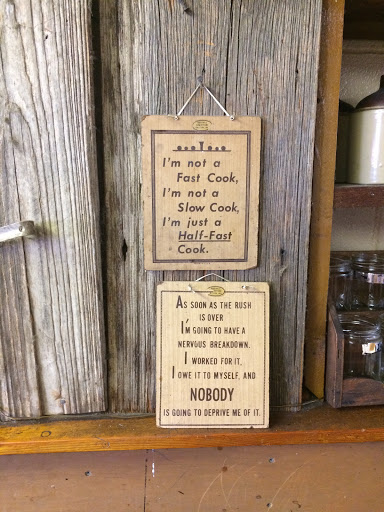 I'm not a
Fast Cook,
I'm not a
Slow Cook,
I'm just a
Half-Fast
Cook.
AS SOON AS THE RUSH
IS OVER
I'M GOING TO HAVE A
NERVOUS BREAKDOWN.
I WORKED FOR IT,
I OWE IT TO MYSELF, AND
NOBODY
IS GOING TO DEPRIVE ME OF IT.